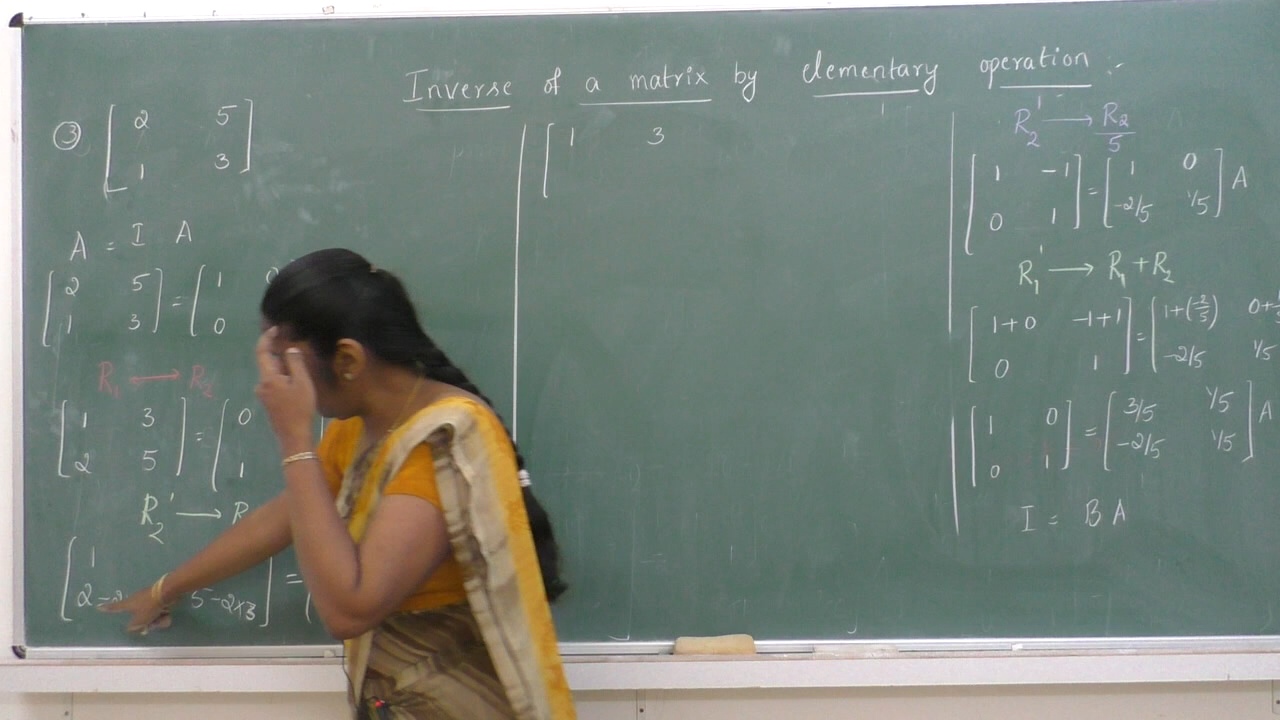 Inverse of a matrix by elementary operation :-
③ [ 2 5
1 3 ]
A = I A
[ 2 5
1 3 ] = [ 1 0
0
R₁ ⟷ R₂
[ 1 3
2 5 ] = [ 0
1
R₂' ⟶ R
[ 1
2 - 5 - 2×3 ] = [
[ 1 3
R₂' ⟶ R₂/5
[ 1 -1
0 1 ] = [ 1 0
-2/5 1/5 ] A
R₁' ⟶ R₁ + R₂
[ 1+0 -1+1
0 1 ] = [ 1+(-2/5) 0+
-2/5 1/5
[ 1 0
0 1 ] = [ 3/5 1/5
-2/5 1/5 ] A
I = B A